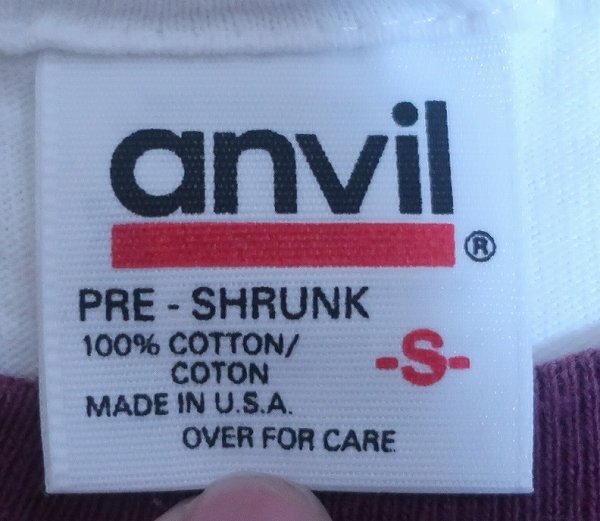 anvil®
PRE - SHRUNK
100% COTTON/
COTON
-S-
MADE IN U.S.A.
OVER FOR CARE